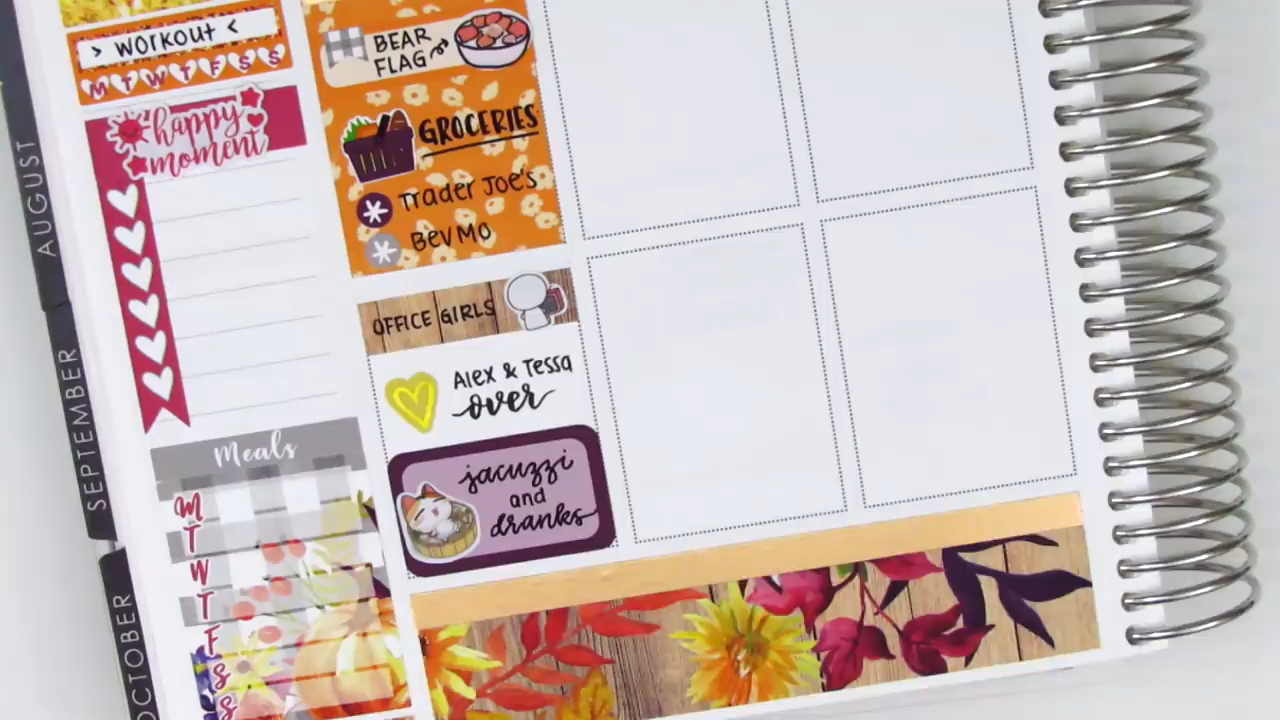 > workout <
M T W T F S S
happy
moment
Meals
M
T
W
T
F
S
S
BEAR
FLAG
GROCERIES
Trader Joe's
BevMo
OFFICE GIRLS
Alex & Tessa
over
jacuzzi
and
dranks
AUGUST
SEPTEMBER
OCTOBER